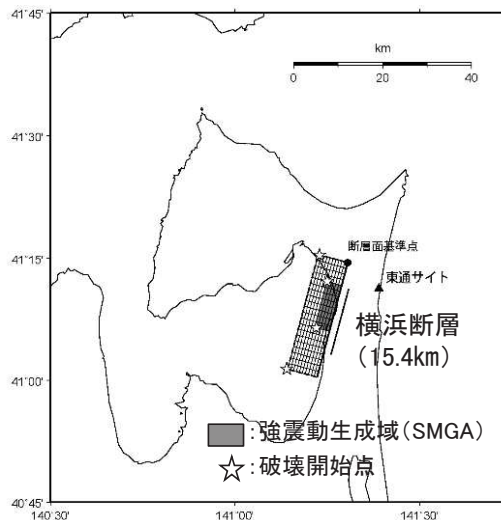 41˚45'
km
0 20 40
41˚30'
断層面基準点
41˚15'
東通サイト
横浜断層
(15.4km)
41˚00'
:強震動生成域(SMGA)
:破壊開始点
40˚45'
140˚30' 141˚00' 141˚30'